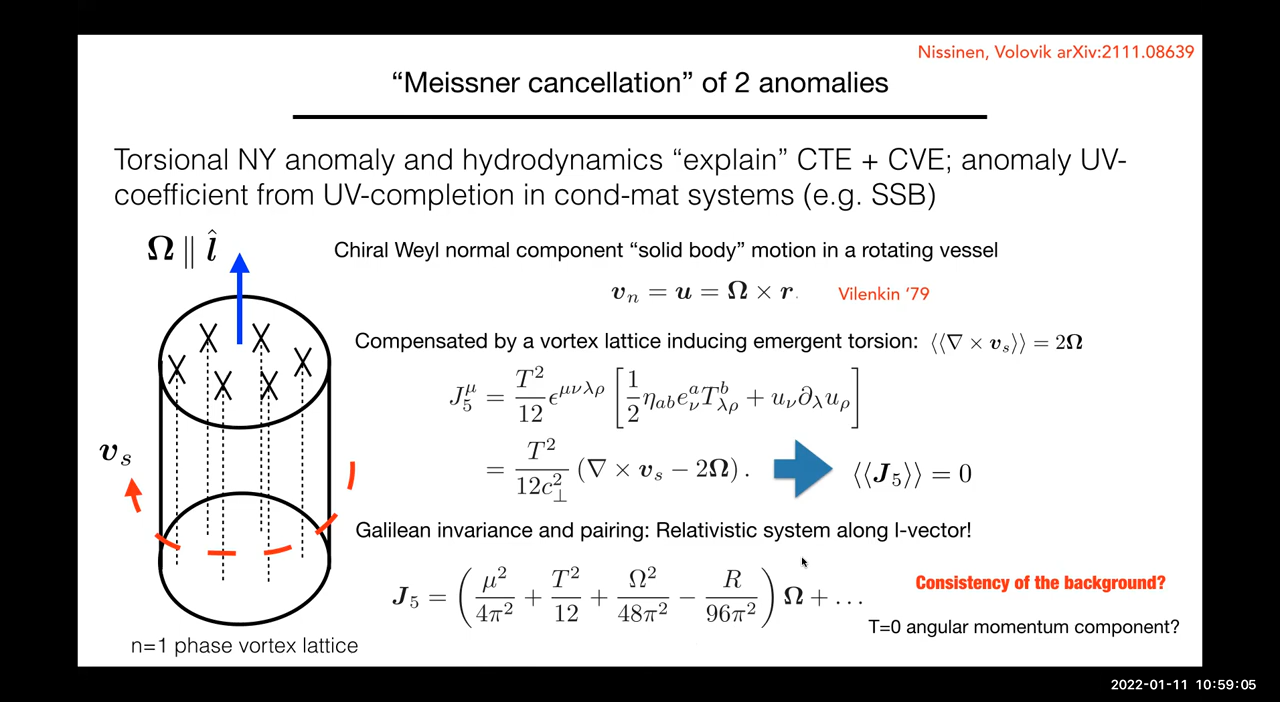 Nissinen, Volovik arXiv:2111.08639
“Meissner cancellation” of 2 anomalies
Torsional NY anomaly and hydrodynamics “explain” CTE + CVE; anomaly UV-
coefficient from UV-completion in cond-mat systems (e.g. SSB)
Ω ∥ l̂
Chiral Weyl normal component “solid body” motion in a rotating vessel
v_n = u = Ω × r. Vilenkin ‘79
Compensated by a vortex lattice inducing emergent torsion: ⟨⟨∇ × v_s⟩⟩ = 2Ω
J_5^μ = T^2/12 ε^{μνλρ} [1/2 η_{ab} e_ν^a T_{λρ}^b + u_ν ∂_λ u_ρ]
= T^2/12c_⊥^2 (∇ × v_s − 2Ω). ⟨⟨J_5⟩⟩ = 0
v_s
Galilean invariance and pairing: Relativistic system along l-vector!
J_5 = (μ^2/4π^2 + T^2/12 + Ω^2/48π^2 − R/96π^2) Ω + . . .
Consistency of the background?
T=0 angular momentum component?
n=1 phase vortex lattice
2022-01-11 10:59:05